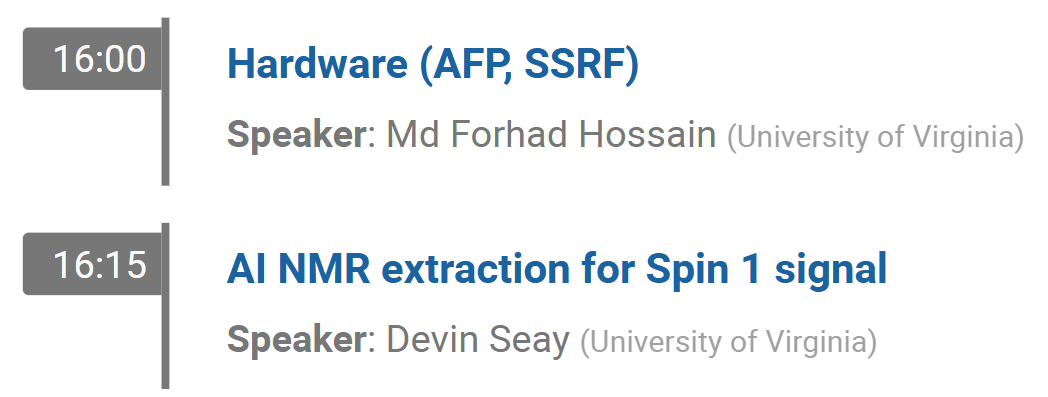 16:00
Hardware (AFP, SSRF)
Speaker: Md Forhad Hossain (University of Virginia)
16:15
AI NMR extraction for Spin 1 signal
Speaker: Devin Seay (University of Virginia)